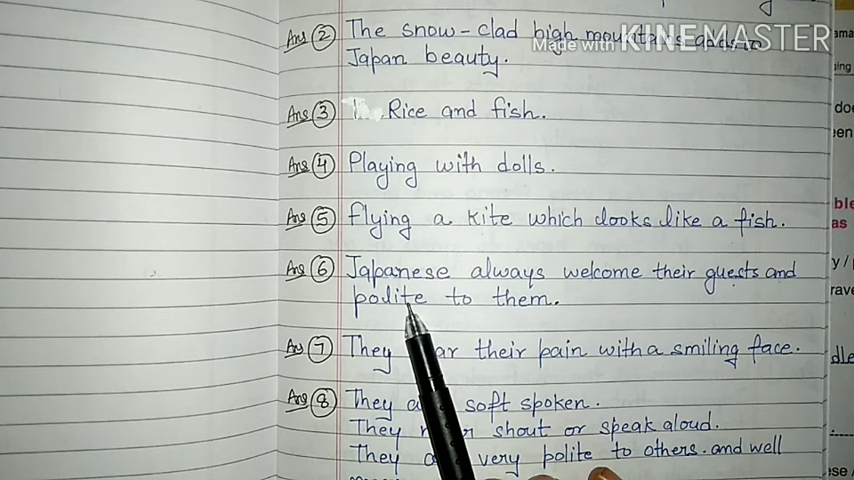 Ans 2 The snow-clad high mountains adds to
Made with KINEMASTER
Japan beauty.
Ans 3 Rice and fish.
Ans 4 Playing with dolls.
Ans 5 flying a kite which looks like a fish.
Ans 6 Japanese always welcome their guests and
polite to them.
Ans 7 They their pain with a smiling face.
Ans 8 They soft spoken.
They shout or speak aloud.
They very polite to others. and well